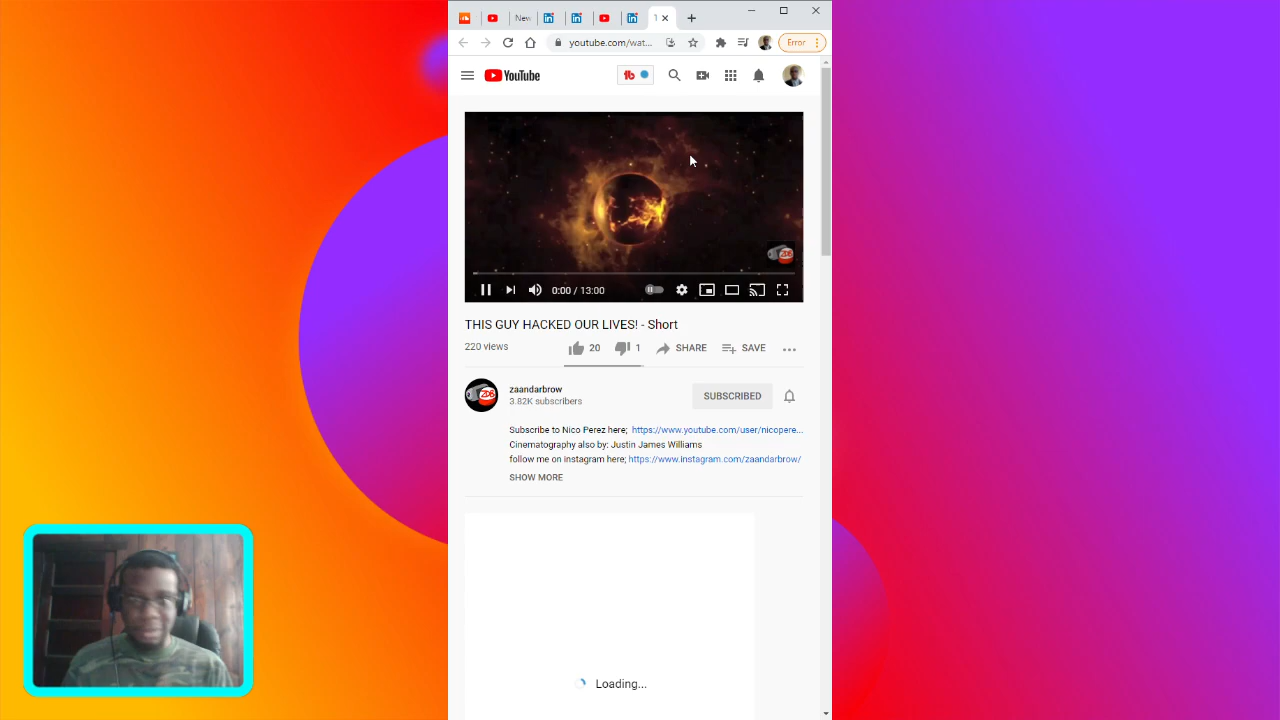 New
1
youtube.com/wat...
Error
YouTube
tb
0:00 / 13:00
THIS GUY HACKED OUR LIVES! - Short
220 views
20
1
SHARE
SAVE
zaandarbrow
3.82K subscribers
SUBSCRIBED
Subscribe to Nico Perez here; https://www.youtube.com/user/nicopere...
Cinematography also by: Justin James Williams
follow me on Instagram here; https://www.instagram.com/zaandarbrow/
SHOW MORE
Loading...